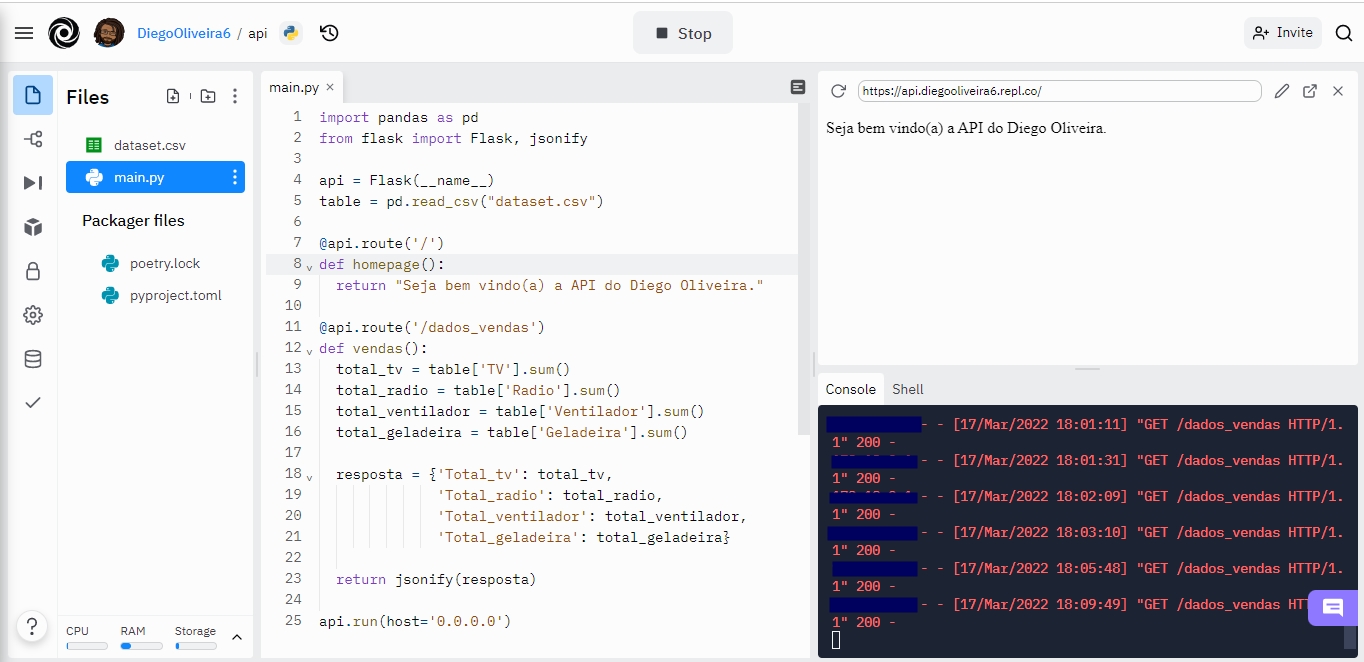 DiegoOliveira6 / api
Stop
Invite
Files
dataset.csv
main.py
Packager files
poetry.lock
pyproject.toml
?
CPU
RAM
Storage
main.py ×
1 import pandas as pd
2 from flask import Flask, jsonify
3
4 api = Flask(__name__)
5 table = pd.read_csv("dataset.csv")
6
7 @api.route('/')
8 def homepage():
9 return "Seja bem vindo(a) a API do Diego Oliveira."
10
11 @api.route('/dados_vendas')
12 def vendas():
13 total_tv = table['TV'].sum()
14 total_radio = table['Radio'].sum()
15 total_ventilador = table['Ventilador'].sum()
16 total_geladeira = table['Geladeira'].sum()
17
18 resposta = {'Total_tv': total_tv,
19 'Total_radio': total_radio,
20 'Total_ventilador': total_ventilador,
21 'Total_geladeira': total_geladeira}
22
23 return jsonify(resposta)
24
25 api.run(host='0.0.0.0')
https://api.diegooliveira6.repl.co/
Seja bem vindo(a) a API do Diego Oliveira.
Console Shell
- - [17/Mar/2022 18:01:11] "GET /dados_vendas HTTP/1.
1" 200 -
- - [17/Mar/2022 18:01:31] "GET /dados_vendas HTTP/1.
1" 200 -
- - [17/Mar/2022 18:02:09] "GET /dados_vendas HTTP/1.
1" 200 -
- - [17/Mar/2022 18:03:10] "GET /dados_vendas HTTP/1.
1" 200 -
- - [17/Mar/2022 18:05:48] "GET /dados_vendas HTTP/1.
1" 200 -
- - [17/Mar/2022 18:09:49] "GET /dados_vendas
1" 200 -